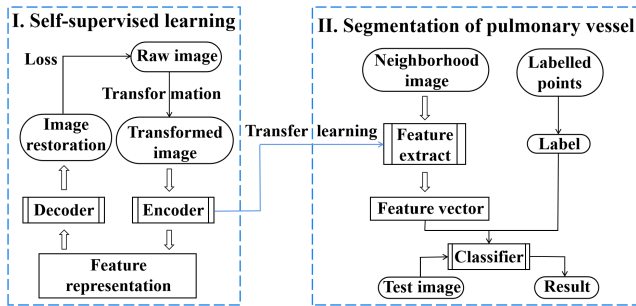 I. Self-supervised learning
Loss
Raw image
Transformation
Image
restoration
Transformed
image
Decoder
Encoder
Feature
representation
Transfer learning
II. Segmentation of pulmonary vessel
Neighborhood
image
Labelled
points
Feature
extract
Label
Feature vector
Classifier
Test image
Result